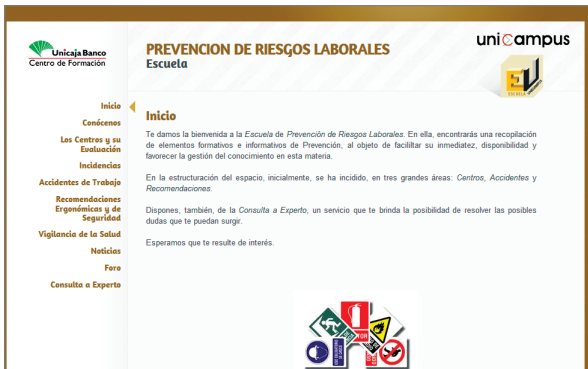 Unicaja Banco
Centro de Formación
PREVENCION DE RIESGOS LABORALES
Escuela
unicampus
EV
ESCUELA
Inicio
Conócenos
Los Centros y su
Evaluación
Incidencias
Accidentes de Trabajo
Recomendaciones
Ergonómicas y de
Seguridad
Vigilancia de la Salud
Noticias
Foro
Consulta a Experto
Inicio
Te damos la bienvenida a la Escuela de Prevención de Riesgos Laborales. En ella, encontrarás una recopilación
de elementos formativos e informativos de Prevención, al objeto de facilitar su inmediatez, disponibilidad y
favorecer la gestión del conocimiento en esta materia.
En la estructuración del espacio, inicialmente, se ha incidido, en tres grandes áreas: Centros, Accidentes y
Recomendaciones.
Dispones, también, de la Consulta a Experto, un servicio que te brinda la posibilidad de resolver las posibles
dudas que te puedan surgir.
Esperamos que te resulte de interés.